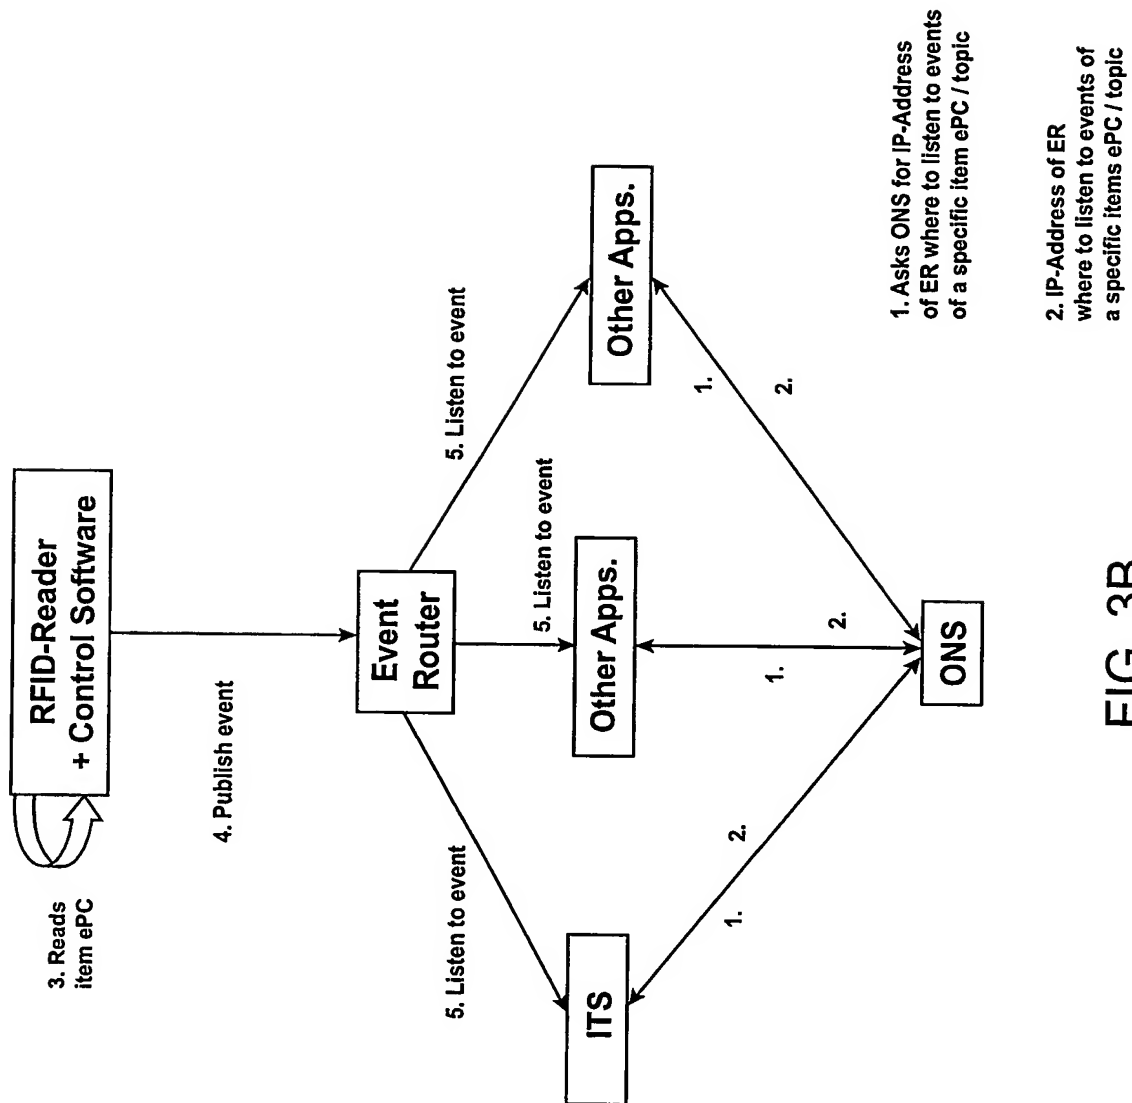 RFID-Reader
+ Control Software
3. Reads
item ePC
4. Publish event
Event
Router
5. Listen to event
5. Listen to event
5. Listen to event
ITS
Other Apps.
Other Apps.
1.
2.
1.
2.
1.
2.
ONS
1. Asks ONS for IP-Address
of ER where to listen to events
of a specific item ePC / topic
2. IP-Address of ER
where to listen to events of
a specific items ePC / topic
FIG. 3B